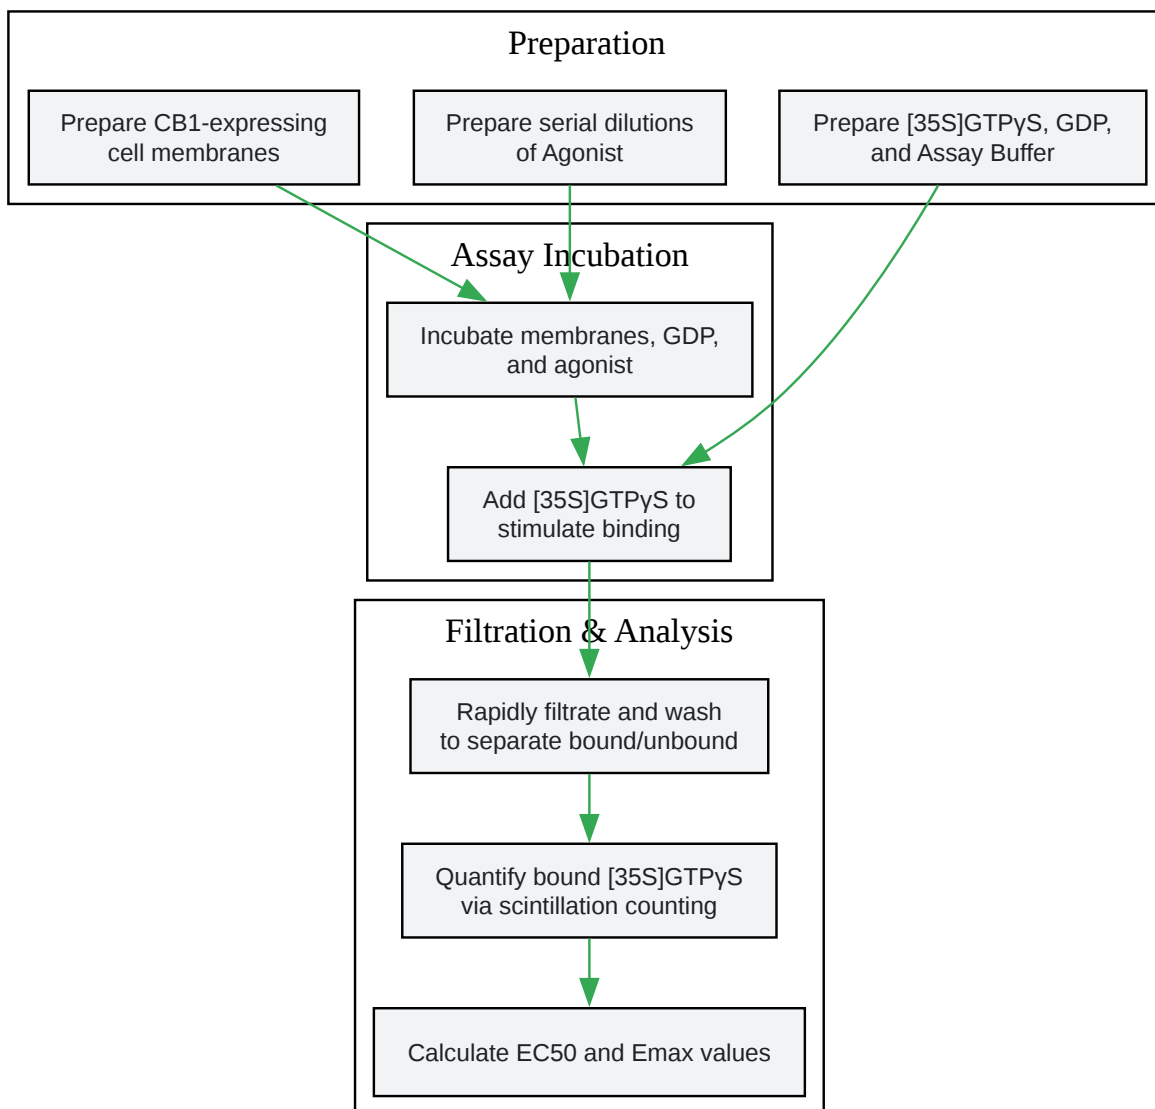 Preparation
Prepare CB1-expressing
cell membranes
Prepare serial dilutions
of Agonist
Prepare [35S]GTPγS, GDP,
and Assay Buffer
Assay Incubation
Incubate membranes, GDP,
and agonist
Add [35S]GTPγS to
stimulate binding
Filtration & Analysis
Rapidly filtrate and wash
to separate bound/unbound
Quantify bound [35S]GTPγS
via scintillation counting
Calculate EC50 and Emax values